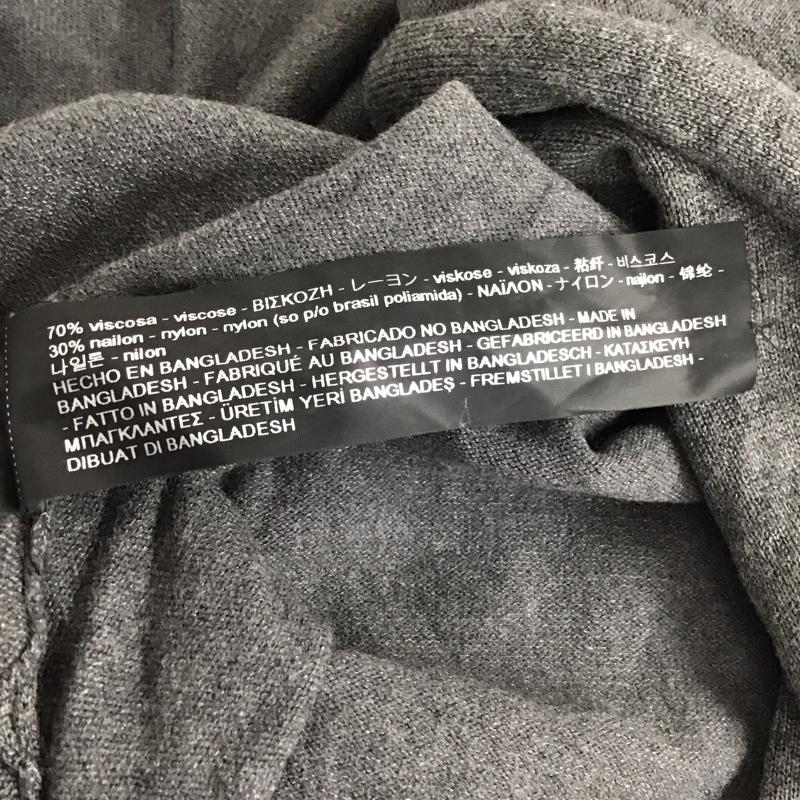 70% viscosa - viscose - ΒΙΣΚΟΖΗ - レーヨン - viskose - viskoza - 粘纤 - 비스코스
30% nailon - nylon - nylon (so p/o brasil poliamida) - ΝΑΪΛΟΝ - ナイロン - najlon - 锦纶 -
나일론 - nilon
HECHO EN BANGLADESH - FABRICADO NO BANGLADESH - MADE IN
BANGLADESH - FABRIQUÉ AU BANGLADESH - GEFABRICEERD IN BANGLADESH
- FATTO IN BANGLADESH - HERGESTELLT IN BANGLADESCH - ΚΑΤΑΣΚΕΥΗ
ΜΠΑΓΚΛΑΝΤΕΣ - ÜRETİM YERİ BANGLADEŞ - FREMSTILLET I BANGLADESH -
DIBUAT DI BANGLADESH